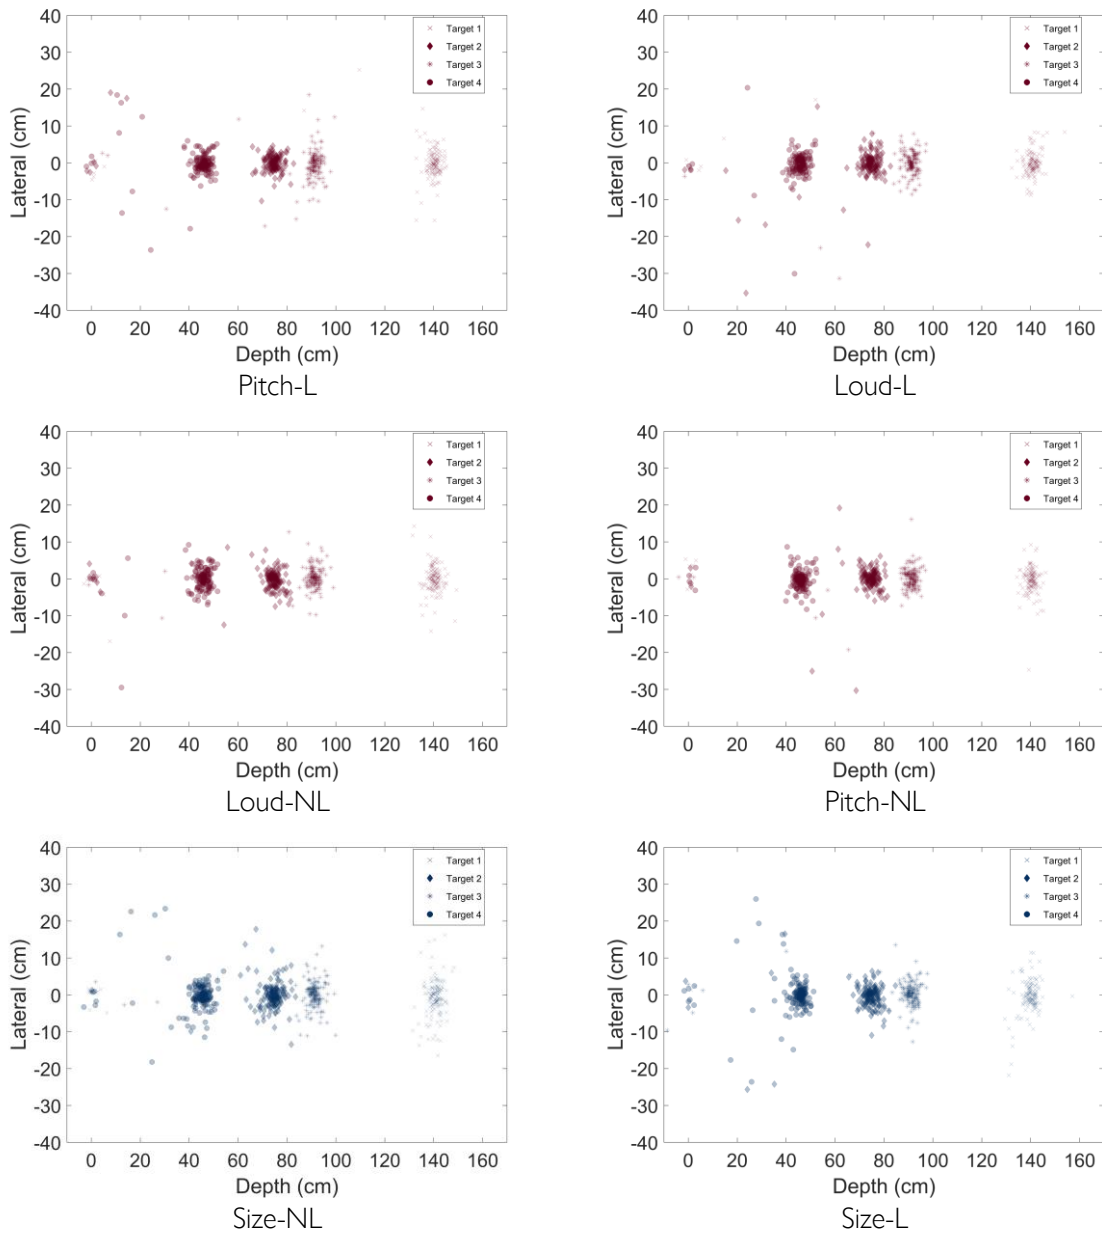 40
30
20
10
0
-10
-20
-30
-40
Lateral (cm)
Target 1
Target 2
Target 3
Target 4
0 20 40 60 80 100 120 140 160
Depth (cm)
Pitch-L
40
30
20
10
0
-10
-20
-30
-40
Lateral (cm)
Target 1
Target 2
Target 3
Target 4
0 20 40 60 80 100 120 140 160
Depth (cm)
Loud-L
40
30
20
10
0
-10
-20
-30
-40
Lateral (cm)
Target 1
Target 2
Target 3
Target 4
0 20 40 60 80 100 120 140 160
Depth (cm)
Loud-NL
40
30
20
10
0
-10
-20
-30
-40
Lateral (cm)
Target 1
Target 2
Target 3
Target 4
0 20 40 60 80 100 120 140 160
Depth (cm)
Pitch-NL
40
30
20
10
0
-10
-20
-30
-40
Lateral (cm)
Target 1
Target 2
Target 3
Target 4
0 20 40 60 80 100 120 140 160
Depth (cm)
Size-NL
40
30
20
10
0
-10
-20
-30
-40
Lateral (cm)
Target 1
Target 2
Target 3
Target 4
0 20 40 60 80 100 120 140 160
Depth (cm)
Size-L